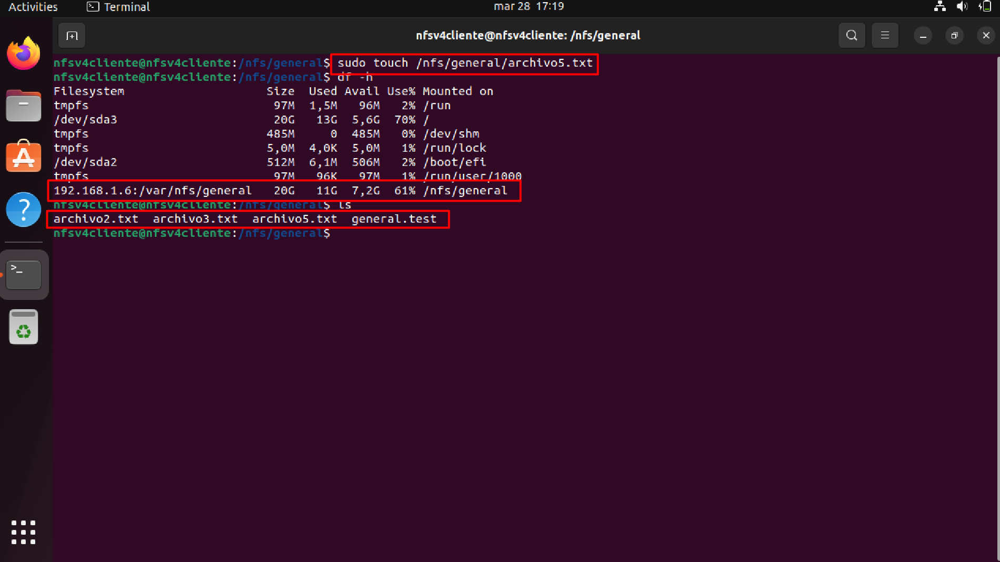 Activities Terminal mar 28 17:19
nfsv4cliente@nfsv4cliente: /nfs/general
nfsv4cliente@nfsv4cliente:/nfs/general$ sudo touch /nfs/general/archivo5.txt
nfsv4cliente@nfsv4cliente:/nfs/general$ df -h
Filesystem Size Used Avail Use% Mounted on
tmpfs 97M 1,5M 96M 2% /run
/dev/sda3 20G 13G 5,6G 70% /
tmpfs 485M 0 485M 0% /dev/shm
tmpfs 5,0M 4,0K 5,0M 1% /run/lock
/dev/sda2 512M 6,1M 506M 2% /boot/efi
tmpfs 97M 96K 97M 1% /run/user/1000
192.168.1.6:/var/nfs/general 20G 11G 7,2G 61% /nfs/general
nfsv4cliente@nfsv4cliente:/nfs/general$ ls
archivo2.txt archivo3.txt archivo5.txt general.test
nfsv4cliente@nfsv4cliente:/nfs/general$